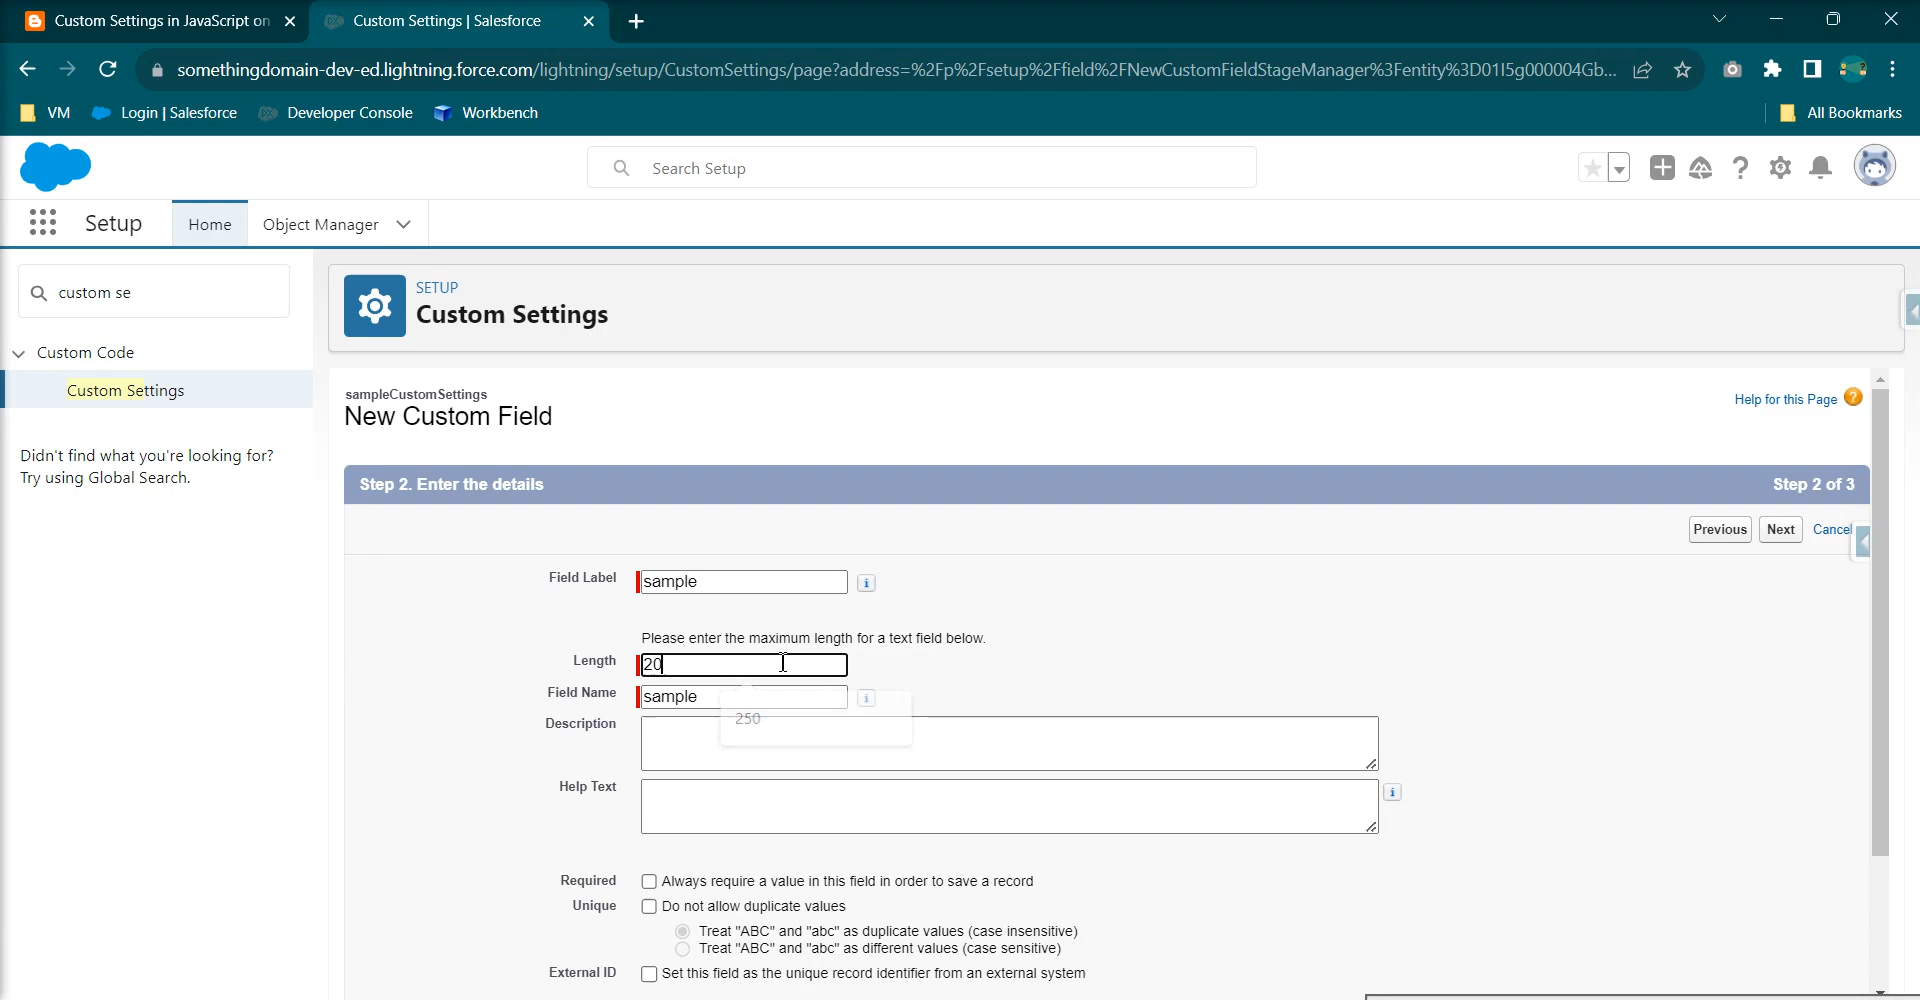 Custom Settings in JavaScript on
Custom Settings | Salesforce
somethingdomain-dev-ed.lightning.force.com/lightning/setup/CustomSettings/page?address=%2Fp%2Fsetup%2Ffield%2FNewCustomFieldStageManager%3Fentity%3D01I5g000004Gb...
VM
Login | Salesforce
Developer Console
Workbench
All Bookmarks
Search Setup
Setup
Home
Object Manager
custom se
Custom Code
Custom Settings
Didn't find what you're looking for?
Try using Global Search.
SETUP
Custom Settings
sampleCustomSettings
New Custom Field
Help for this Page
Step 2. Enter the details
Step 2 of 3
Previous
Next
Cancel
Field Label
sample
Please enter the maximum length for a text field below.
Length
20
Field Name
sample
250
Description
Help Text
Required
Always require a value in this field in order to save a record
Unique
Do not allow duplicate values
Treat "ABC" and "abc" as duplicate values (case insensitive)
Treat "ABC" and "abc" as different values (case sensitive)
External ID
Set this field as the unique record identifier from an external system